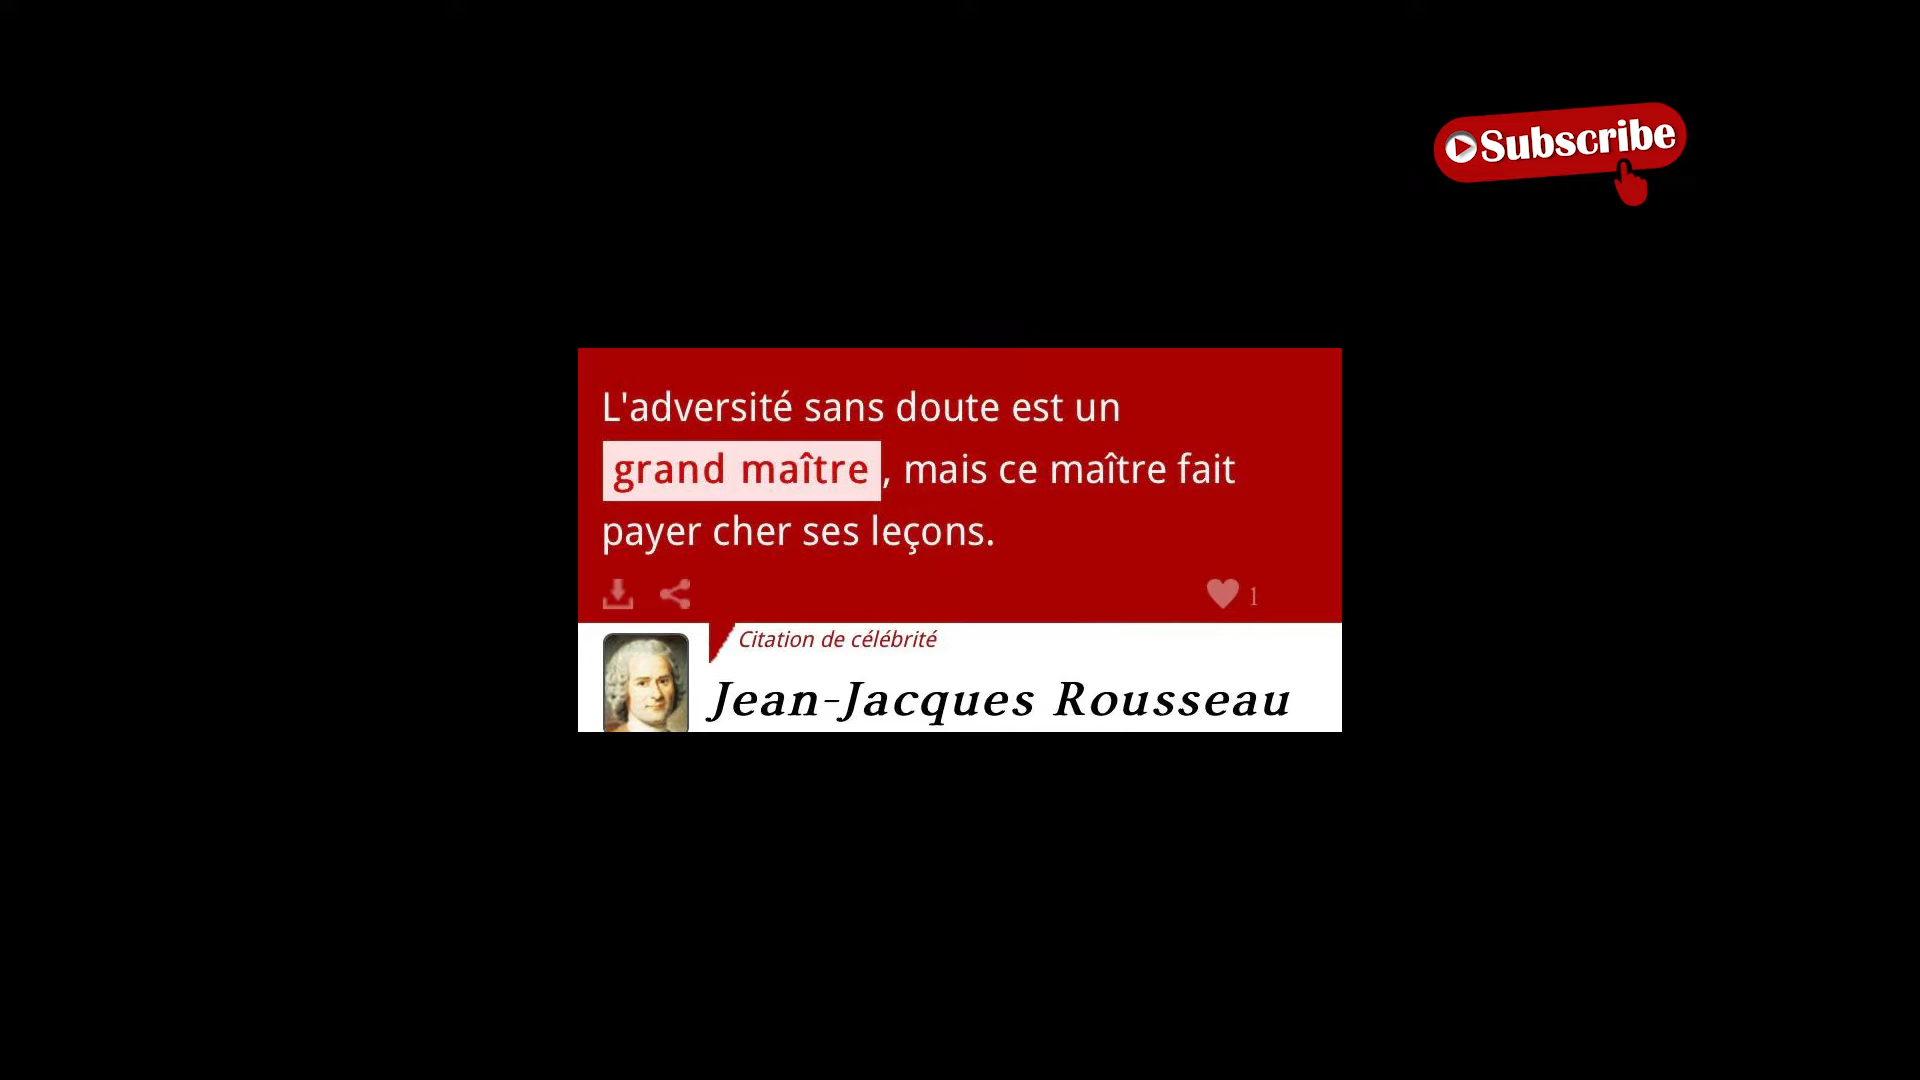 Subscribe
L'adversité sans doute est un
grand maître, mais ce maître fait
payer cher ses leçons.
1
Citation de célébrité
Jean-Jacques Rousseau